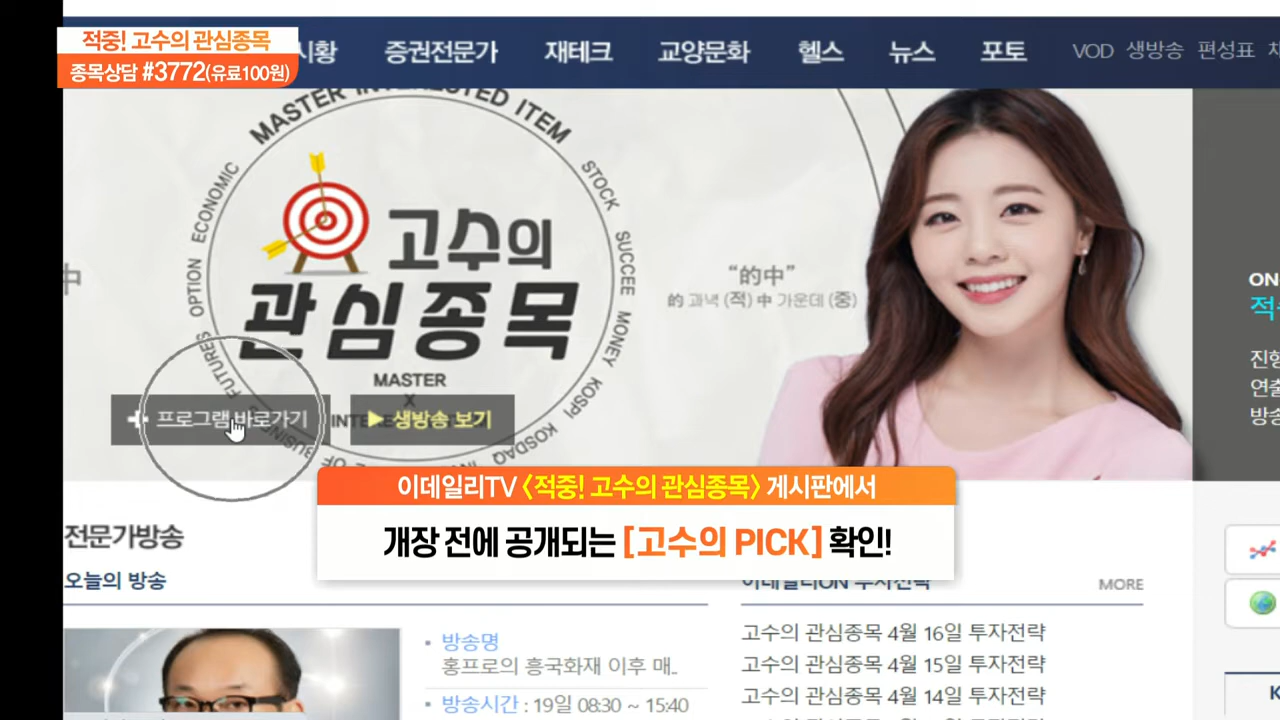 적중! 고수의 관심종목
종목상담 #3772(유료100원)
시황 증권전문가 재테크 교양문화 헬스 뉴스 포토 VOD 생방송 편성표
MASTER INTERESTED ITEM
STOCK SUCCEE MONEY KOSPI KOSDAQ
OPTION ECONOMIC
FUTURES
고수의
관심종목
MASTER
X
中
“的中”
的 과녁 (적) 中 가운데 (중)
ON
진행
연출
방송
+ 프로그램 바로가기
생방송 보기
이데일리TV 〈적중! 고수의 관심종목〉 게시판에서
개장 전에 공개되는 [고수의 PICK] 확인!
전문가방송
오늘의 방송
이데일리ON 투자전략
MORE
방송명
홍프로의 흥국화재 이후 매..
방송시간 : 19일 08:30 ~ 15:40
고수의 관심종목 4월 16일 투자전략
고수의 관심종목 4월 15일 투자전략
고수의 관심종목 4월 14일 투자전략
K